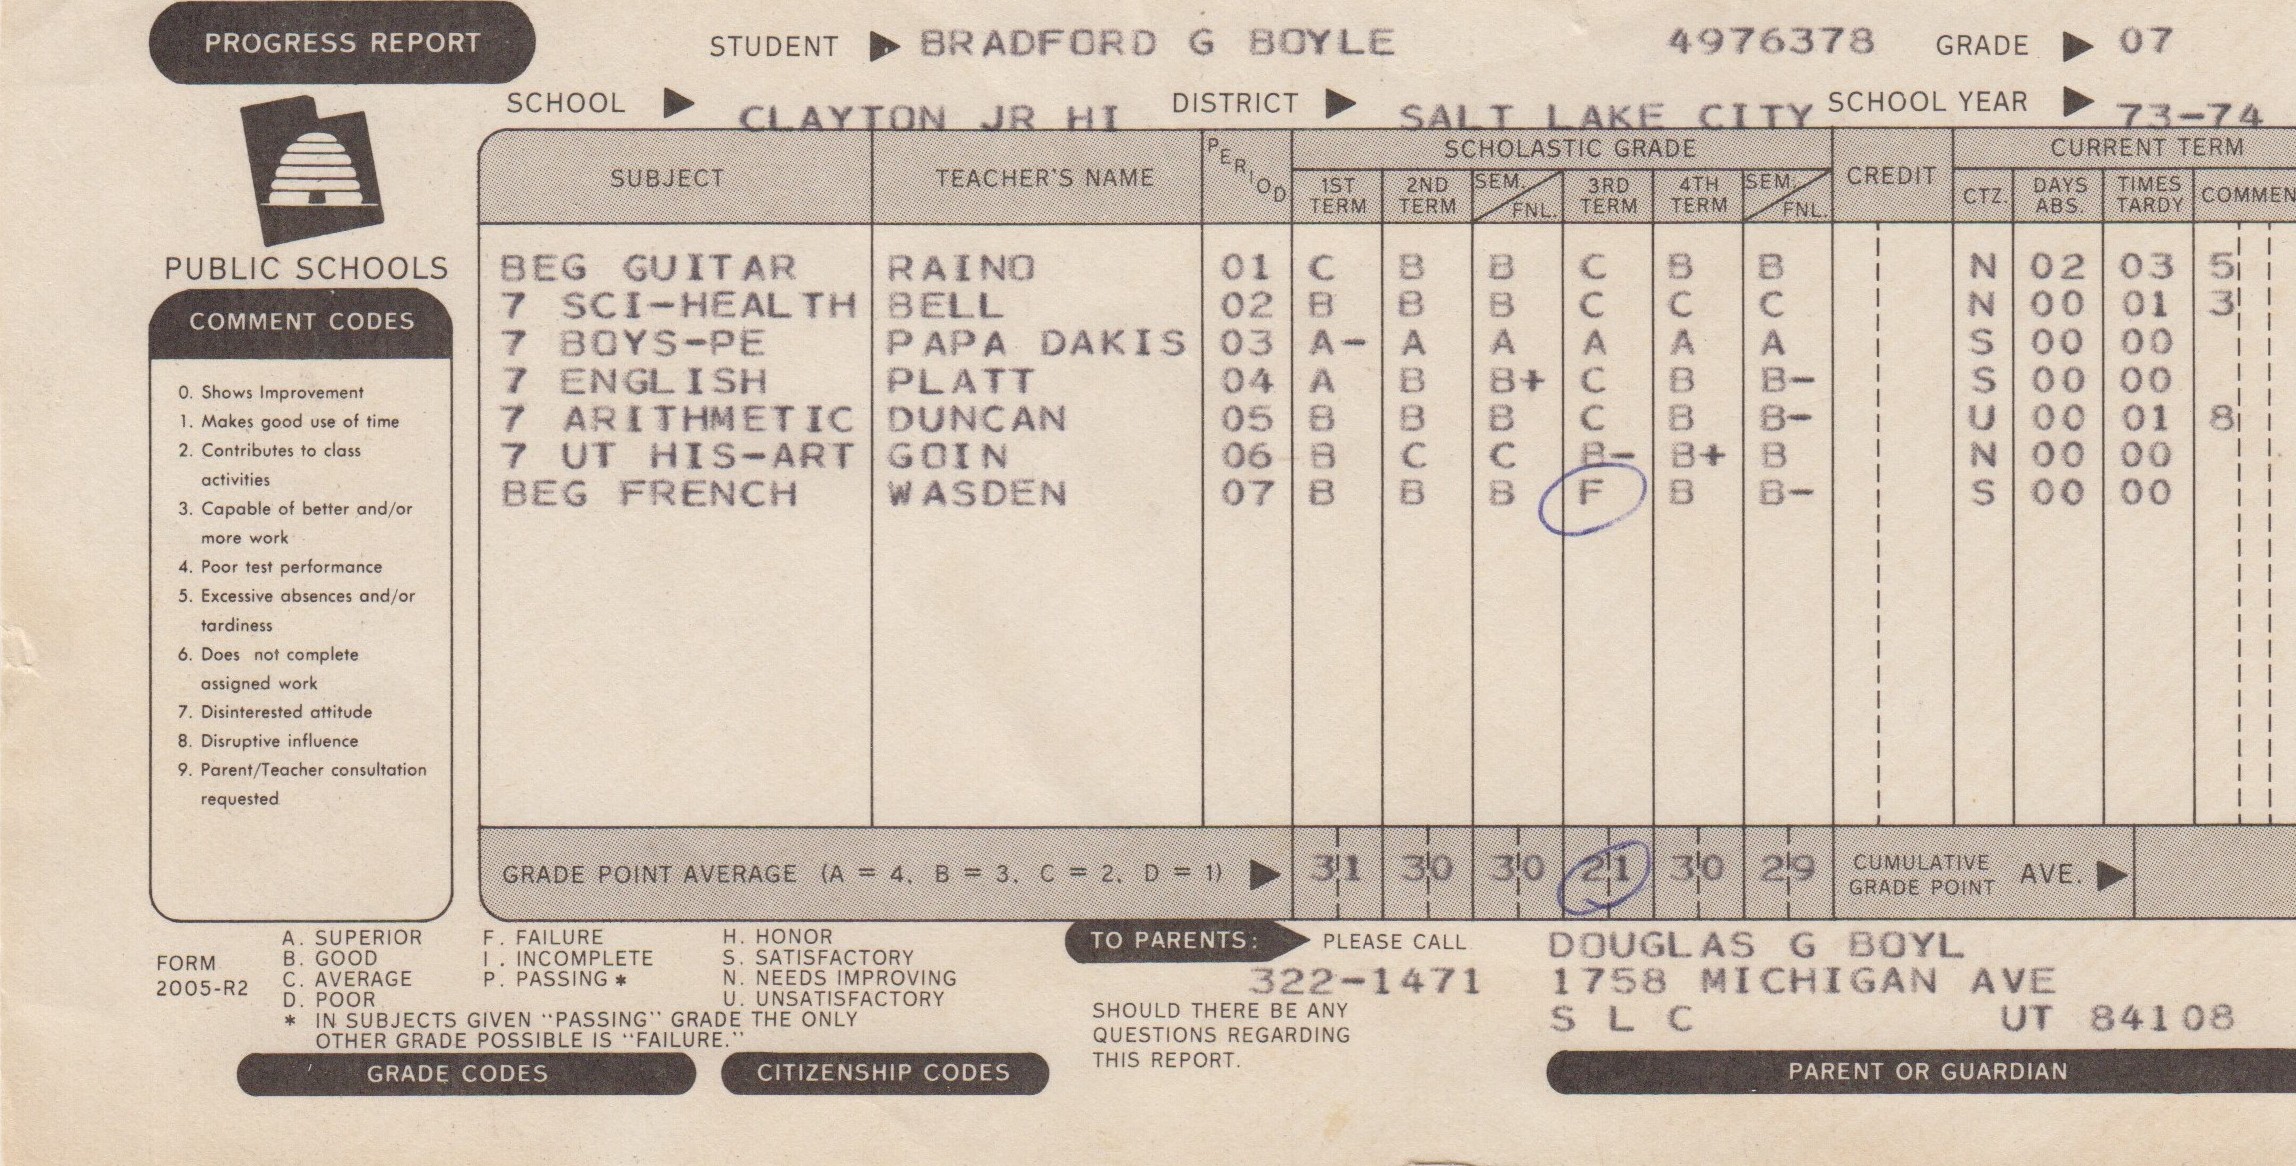 PROGRESS REPORT
STUDENT ▶ BRADFORD G BOYLE 4976378 GRADE ▶ 07
SCHOOL ▶ CLAYTON JR HI DISTRICT ▶ SALT LAKE CITY SCHOOL YEAR ▶ 73-74
PUBLIC SCHOOLS
COMMENT CODES
0. Shows Improvement
1. Makes good use of time
2. Contributes to class
activities
3. Capable of better and/or
more work
4. Poor test performance
5. Excessive absences and/or
tardiness
6. Does not complete
assigned work
7. Disinterested attitude
8. Disruptive influence
9. Parent/Teacher consultation
requested
SUBJECT TEACHER'S NAME PERIOD SCHOLASTIC GRADE CREDIT CURRENT TERM
1ST TERM 2ND TERM SEM./FNL. 3RD TERM 4TH TERM SEM./FNL. CTZ. DAYS ABS. TIMES TARDY COMMEN
BEG GUITAR RAINO 01 C B B C B B N 02 03 5
7 SCI-HEALTH BELL 02 B B B C C C N 00 01 3
7 BOYS-PE PAPA DAKIS 03 A- A A A A A S 00 00
7 ENGLISH PLATT 04 A B B+ C B B- S 00 00
7 ARITHMETIC DUNCAN 05 B B B C B B- U 00 01 8
7 UT HIS-ART GOIN 06 B C C B- B+ B N 00 00
BEG FRENCH WASDEN 07 B B B F B B- S 00 00
GRADE POINT AVERAGE (A = 4, B = 3, C = 2, D = 1) ▶ 31 30 30 21 30 29 CUMULATIVE GRADE POINT AVE. ▶
FORM
2005-R2
A. SUPERIOR
B. GOOD
C. AVERAGE
D. POOR
F. FAILURE
I. INCOMPLETE
P. PASSING *
* IN SUBJECTS GIVEN "PASSING" GRADE THE ONLY
OTHER GRADE POSSIBLE IS "FAILURE."
GRADE CODES
H. HONOR
S. SATISFACTORY
N. NEEDS IMPROVING
U. UNSATISFACTORY
CITIZENSHIP CODES
TO PARENTS: PLEASE CALL
322-1471
SHOULD THERE BE ANY
QUESTIONS REGARDING
THIS REPORT.
DOUGLAS G BOYL
1758 MICHIGAN AVE
S L C UT 84108
PARENT OR GUARDIAN